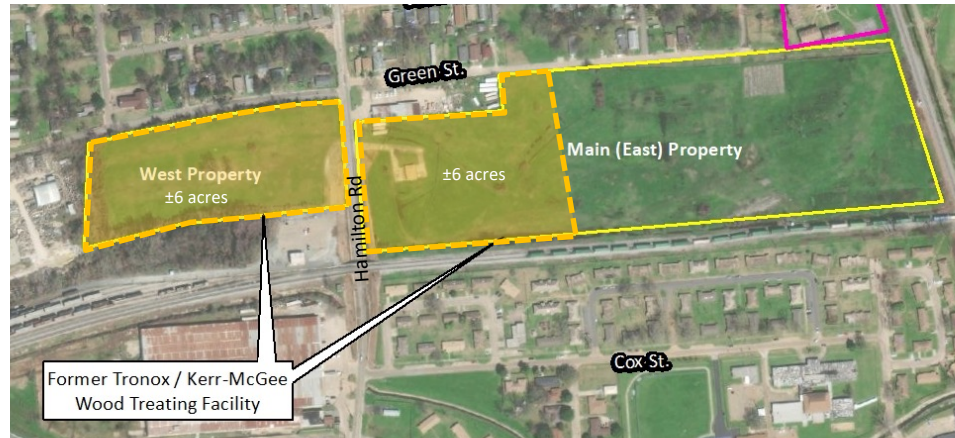 Green St.
West Property
±6 acres
±6 acres
Main (East) Property
Hamilton Rd
Cox St.
Former Tronox / Kerr-McGee
Wood Treating Facility